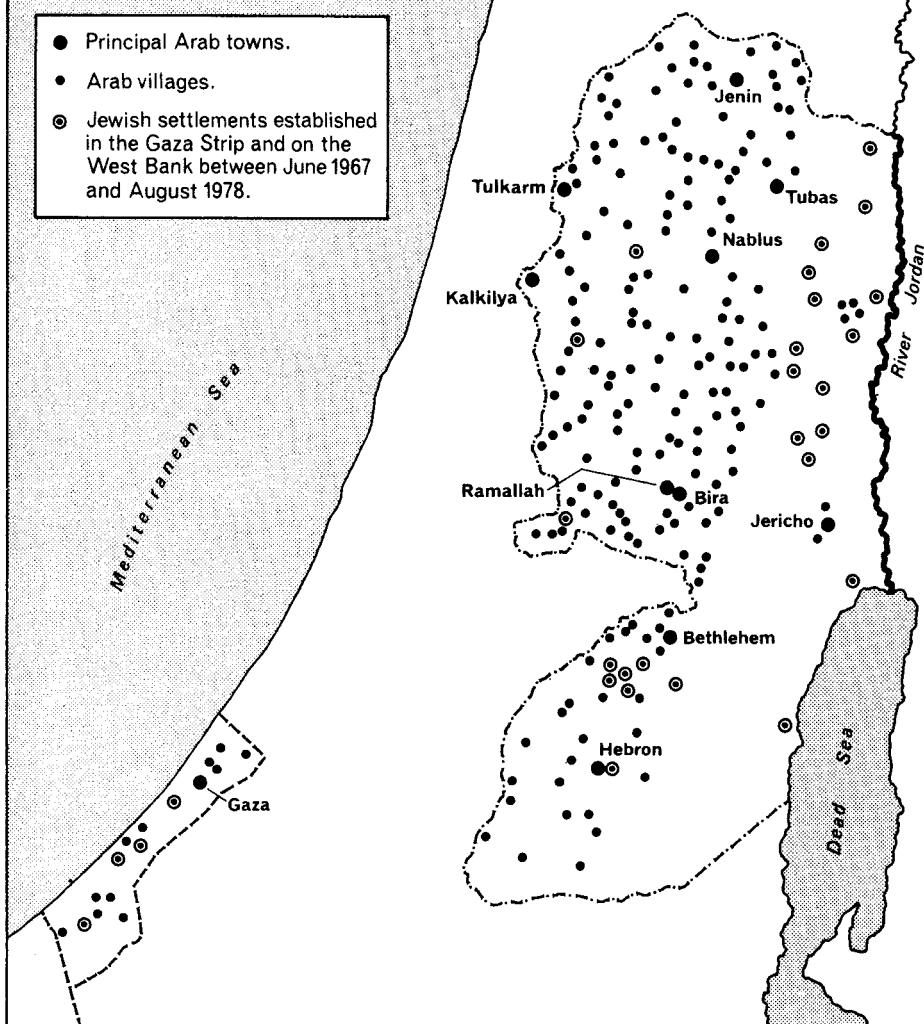 Principal Arab towns.
Arab villages.
Jewish settlements established
in the Gaza Strip and on the
West Bank between June 1967
and August 1978.
Jenin
Tulkarm
Tubas
Nablus
Kalkilya
River Jordan
Mediterranean Sea
Ramallah
Bira
Jericho
Bethlehem
Hebron
Gaza
Dead Sea